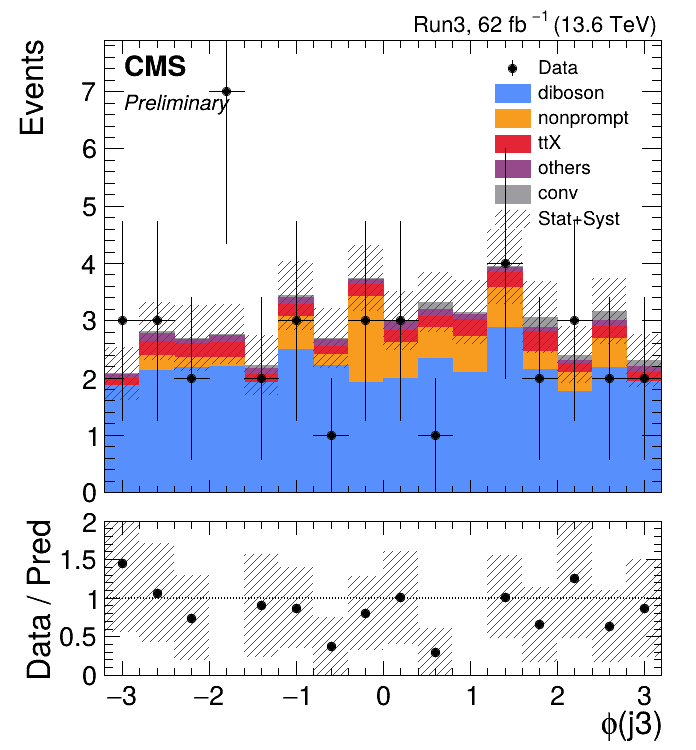 Run3, 62 fb⁻¹ (13.6 TeV)
CMS
Preliminary
Events
7
6
5
4
3
2
1
0
Data
diboson
nonprompt
ttX
others
conv
Stat+Syst
Data / Pred
2
1.5
1
0.5
0
−3 −2 −1 0 1 2 3
ϕ(j3)